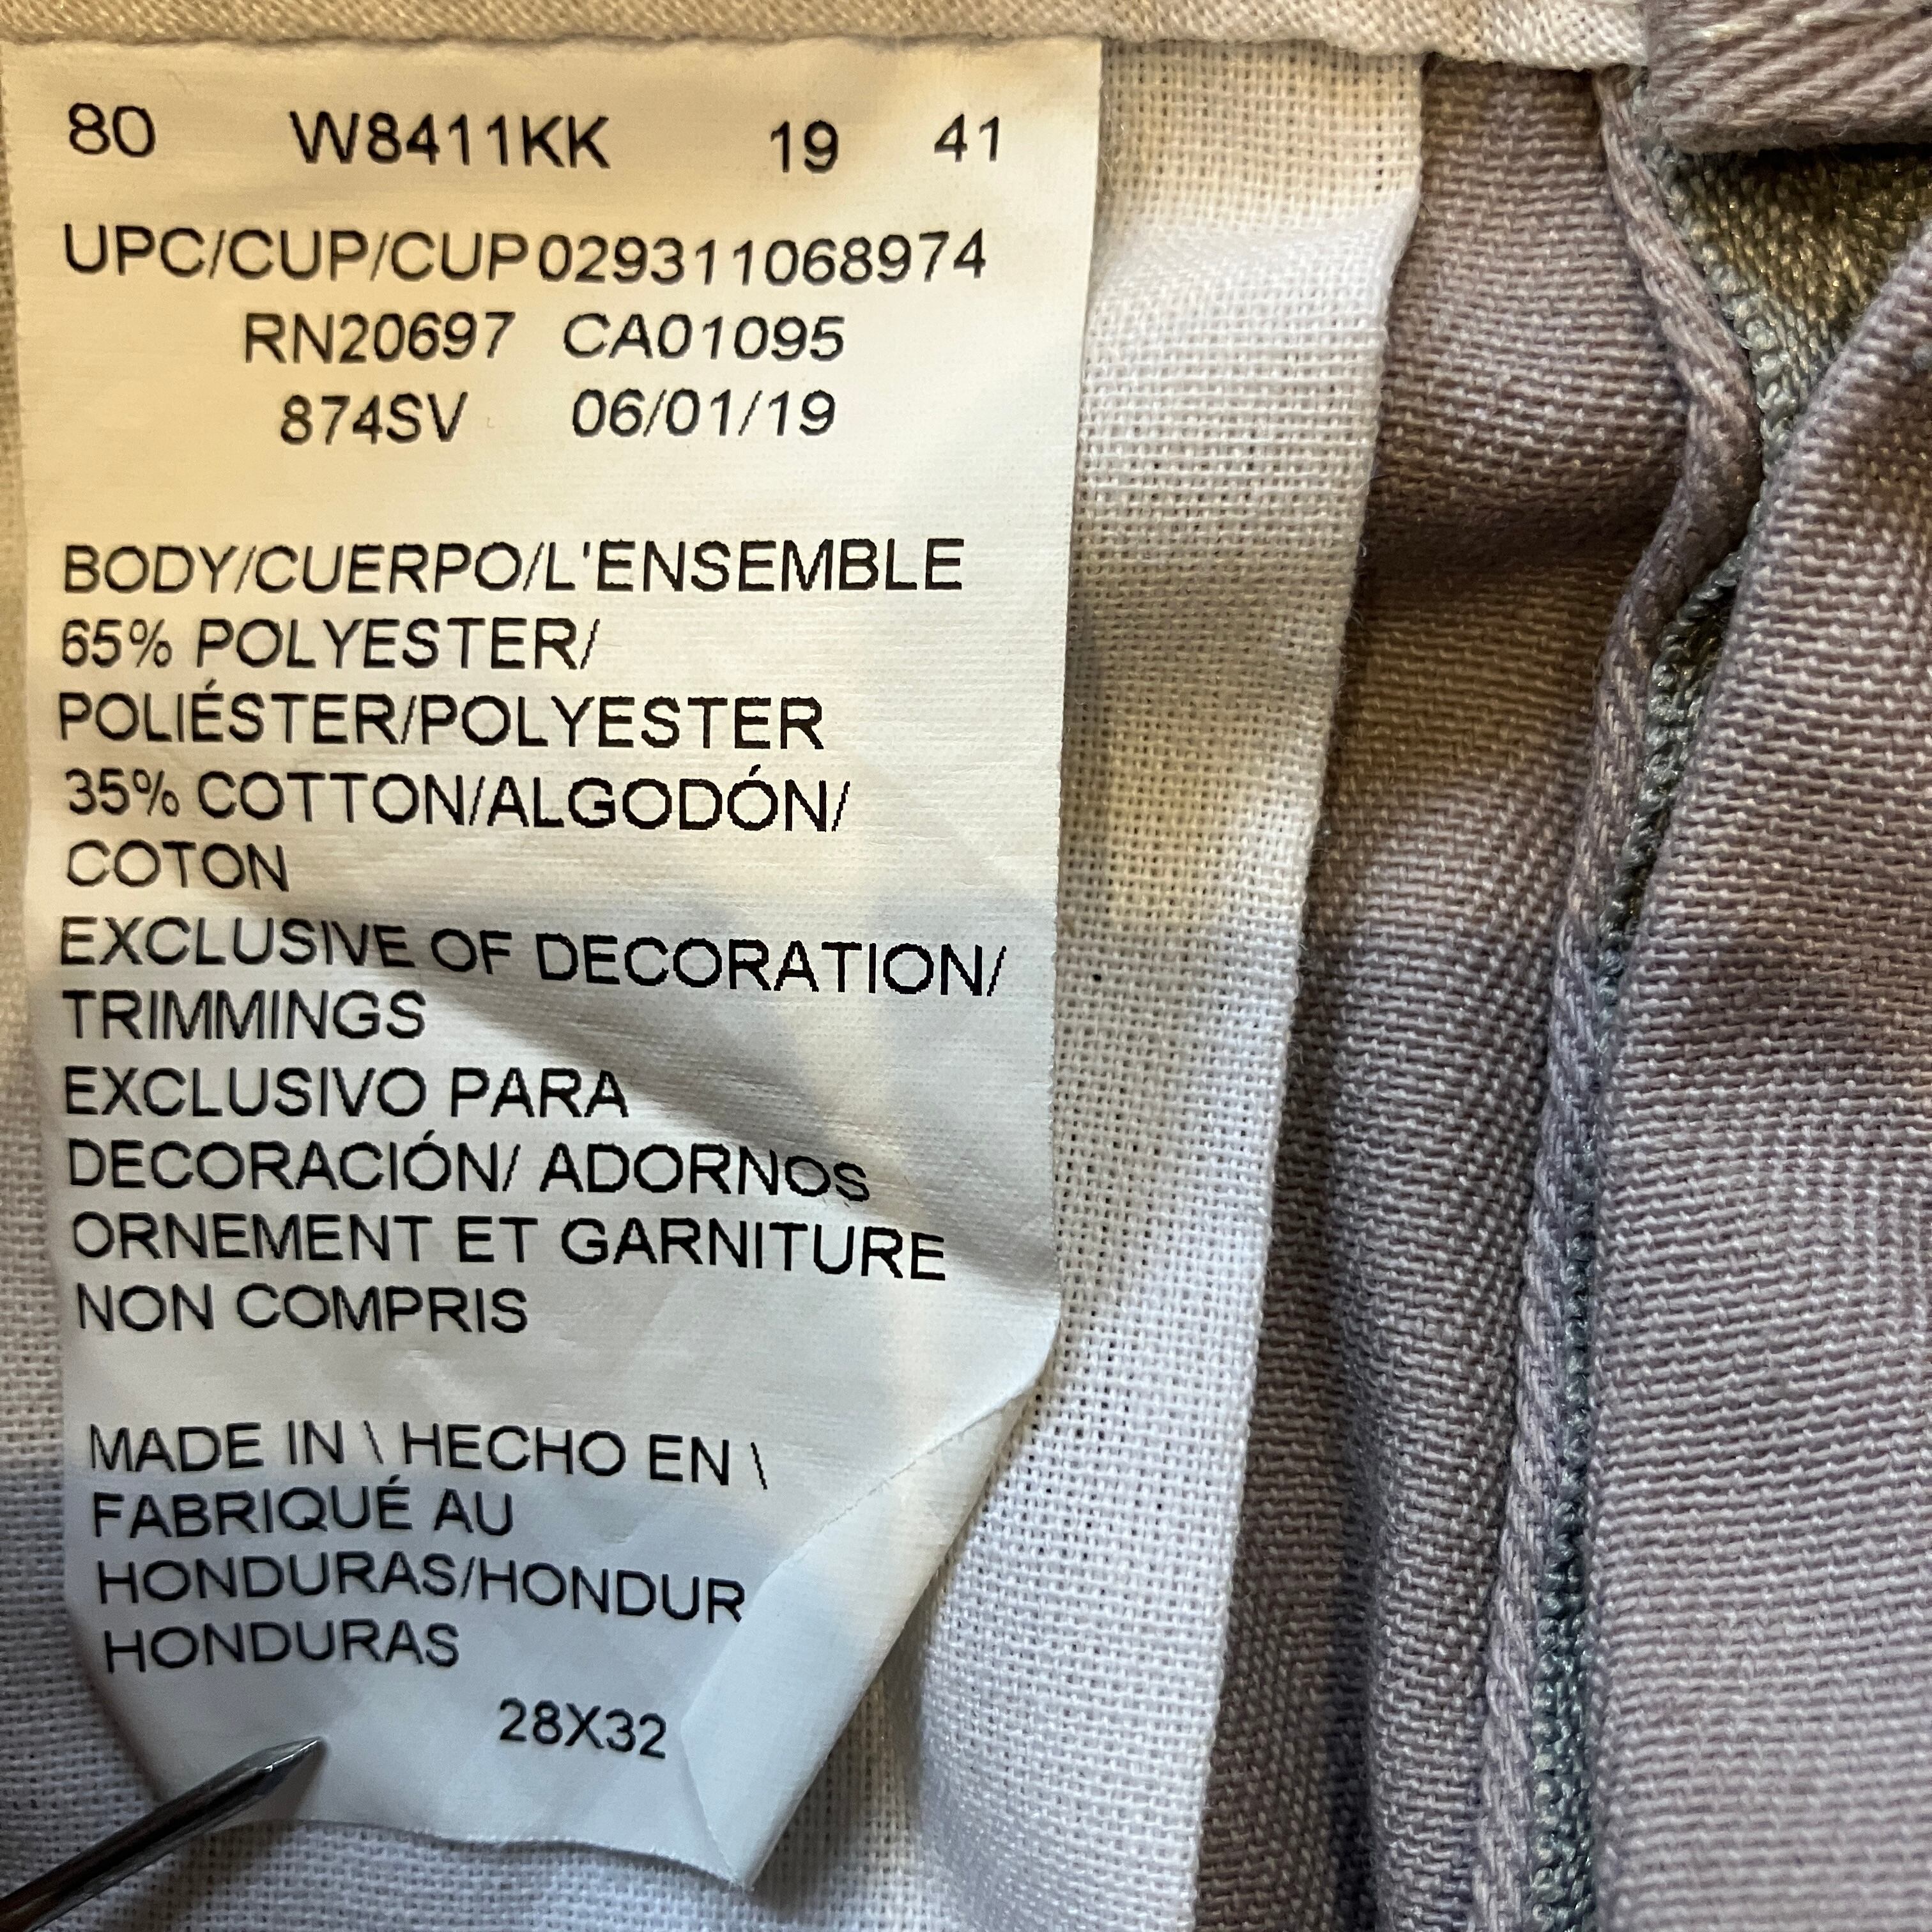 80 W8411KK 19 41
UPC/CUP/CUP 029311068974
RN20697 CA01095
874SV 06/01/19
BODY/CUERPO/L'ENSEMBLE
65% POLYESTER/
POLIÉSTER/POLYESTER
35% COTTON/ALGODÓN/
COTON
EXCLUSIVE OF DECORATION/
TRIMMINGS
EXCLUSIVO PARA
DECORACIÓN/ ADORNOS
ORNEMENT ET GARNITURE
NON COMPRIS
MADE IN \ HECHO EN \
FABRIQUÉ AU
HONDURAS/HONDUR
HONDURAS
28X32